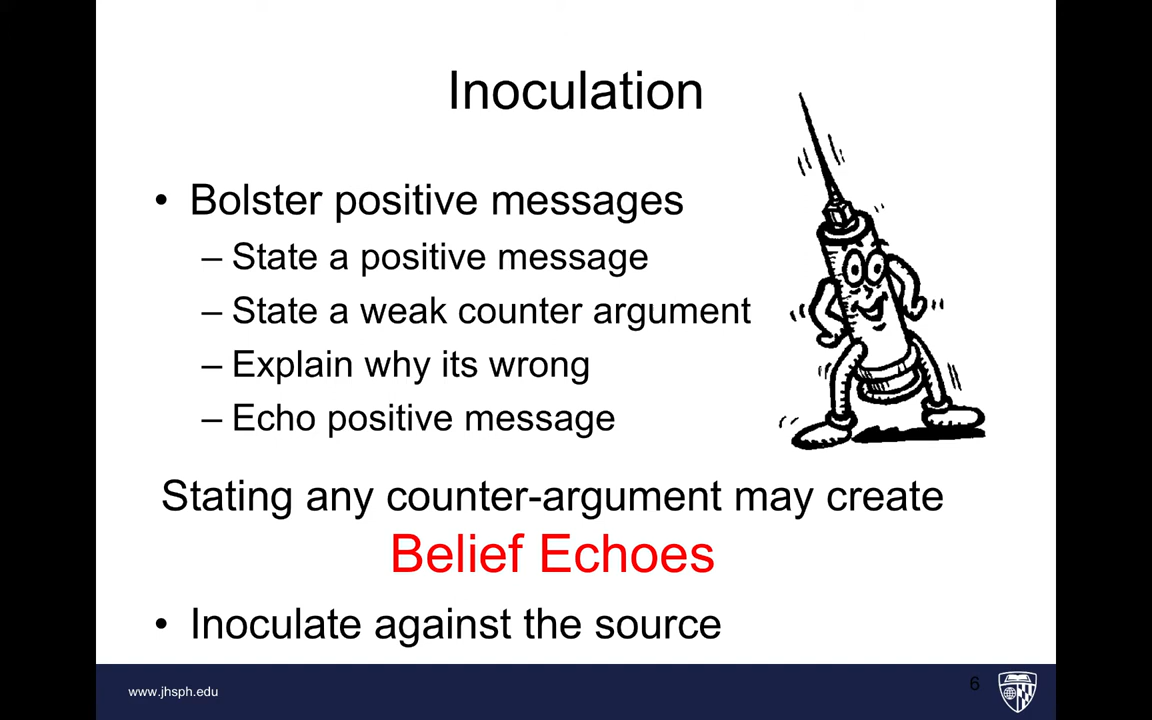 Inoculation
• Bolster positive messages
– State a positive message
– State a weak counter argument
– Explain why its wrong
– Echo positive message
Stating any counter-argument may create
Belief Echoes
• Inoculate against the source
www.jhsph.edu
6